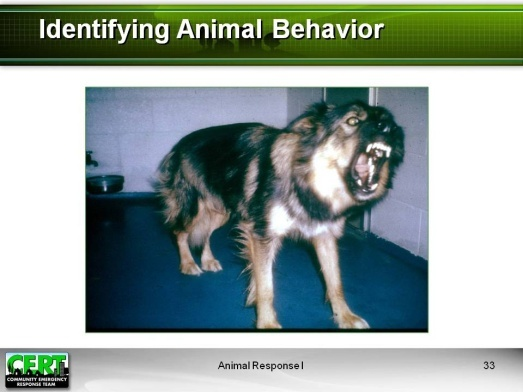 Identifying Animal Behavior
CERT
COMMUNITY EMERGENCY
RESPONSE TEAM
Animal Response I
33